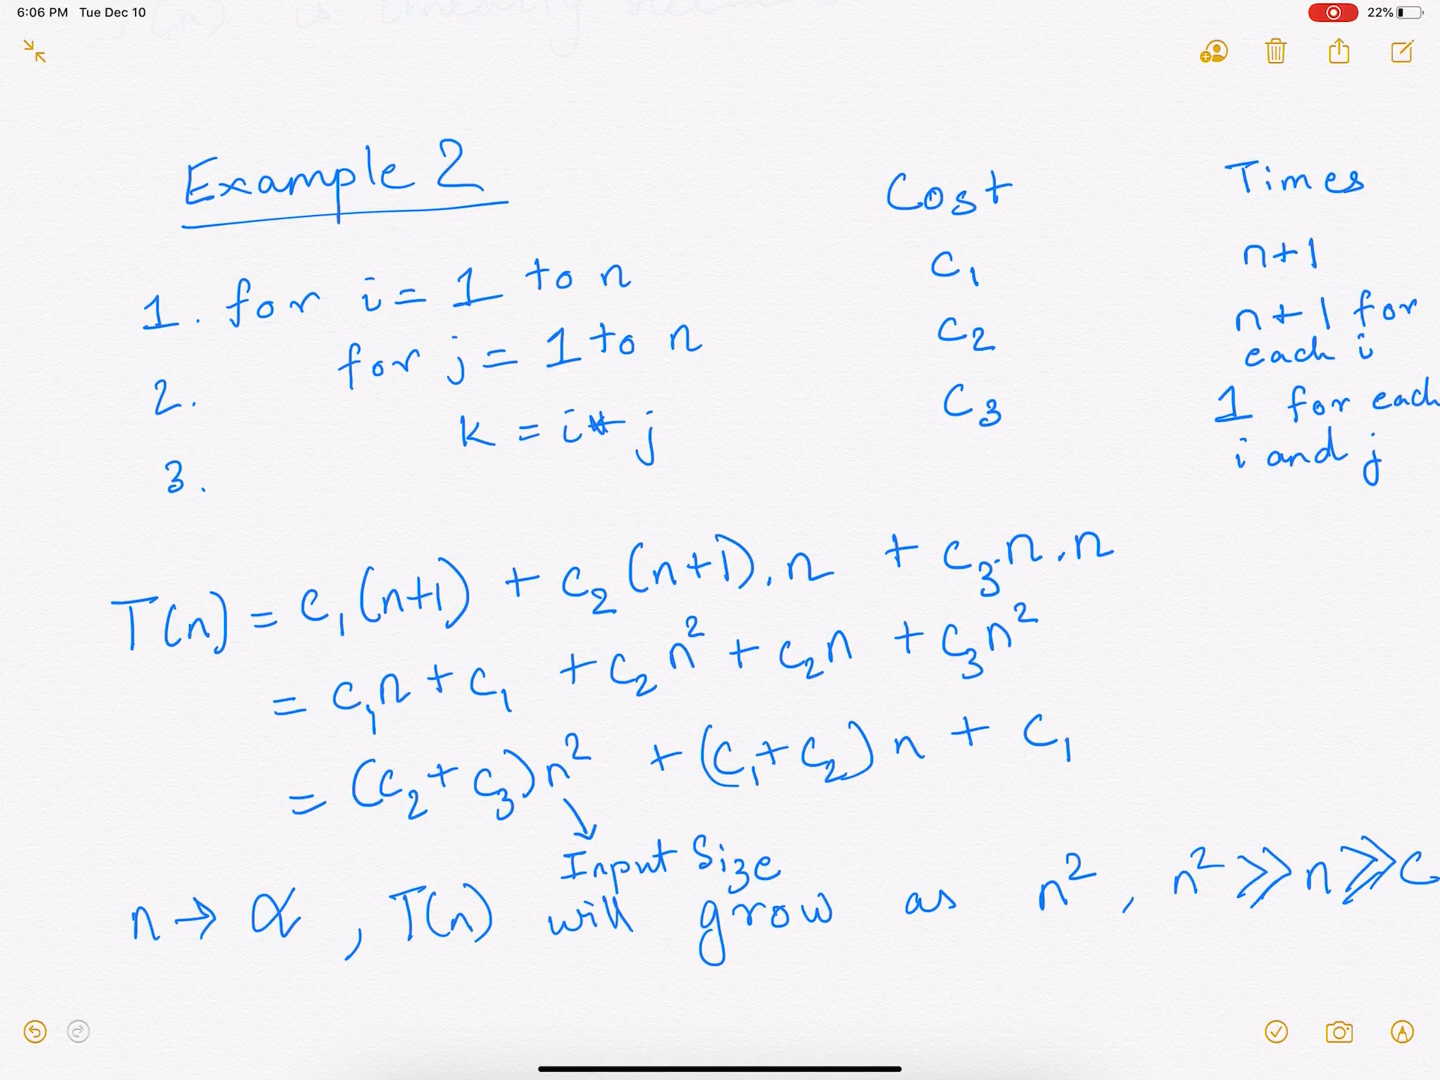 6:06 PM Tue Dec 10
22%
Example 2
Cost
Times
1. for i = 1 to n
c₁
n+1
2. for j = 1 to n
c₂
n+1 for
each i
3. k = i * j
c₃
1 for each
i and j
T(n) = c₁(n+1) + c₂(n+1).n + c₃.n.n
= c₁n + c₁ + c₂n² + c₂n + c₃n²
= (c₂ + c₃)n² + (c₁ + c₂)n + c₁
Input Size
n → ∝, T(n) will grow as n², n² ≫ n ≫ c